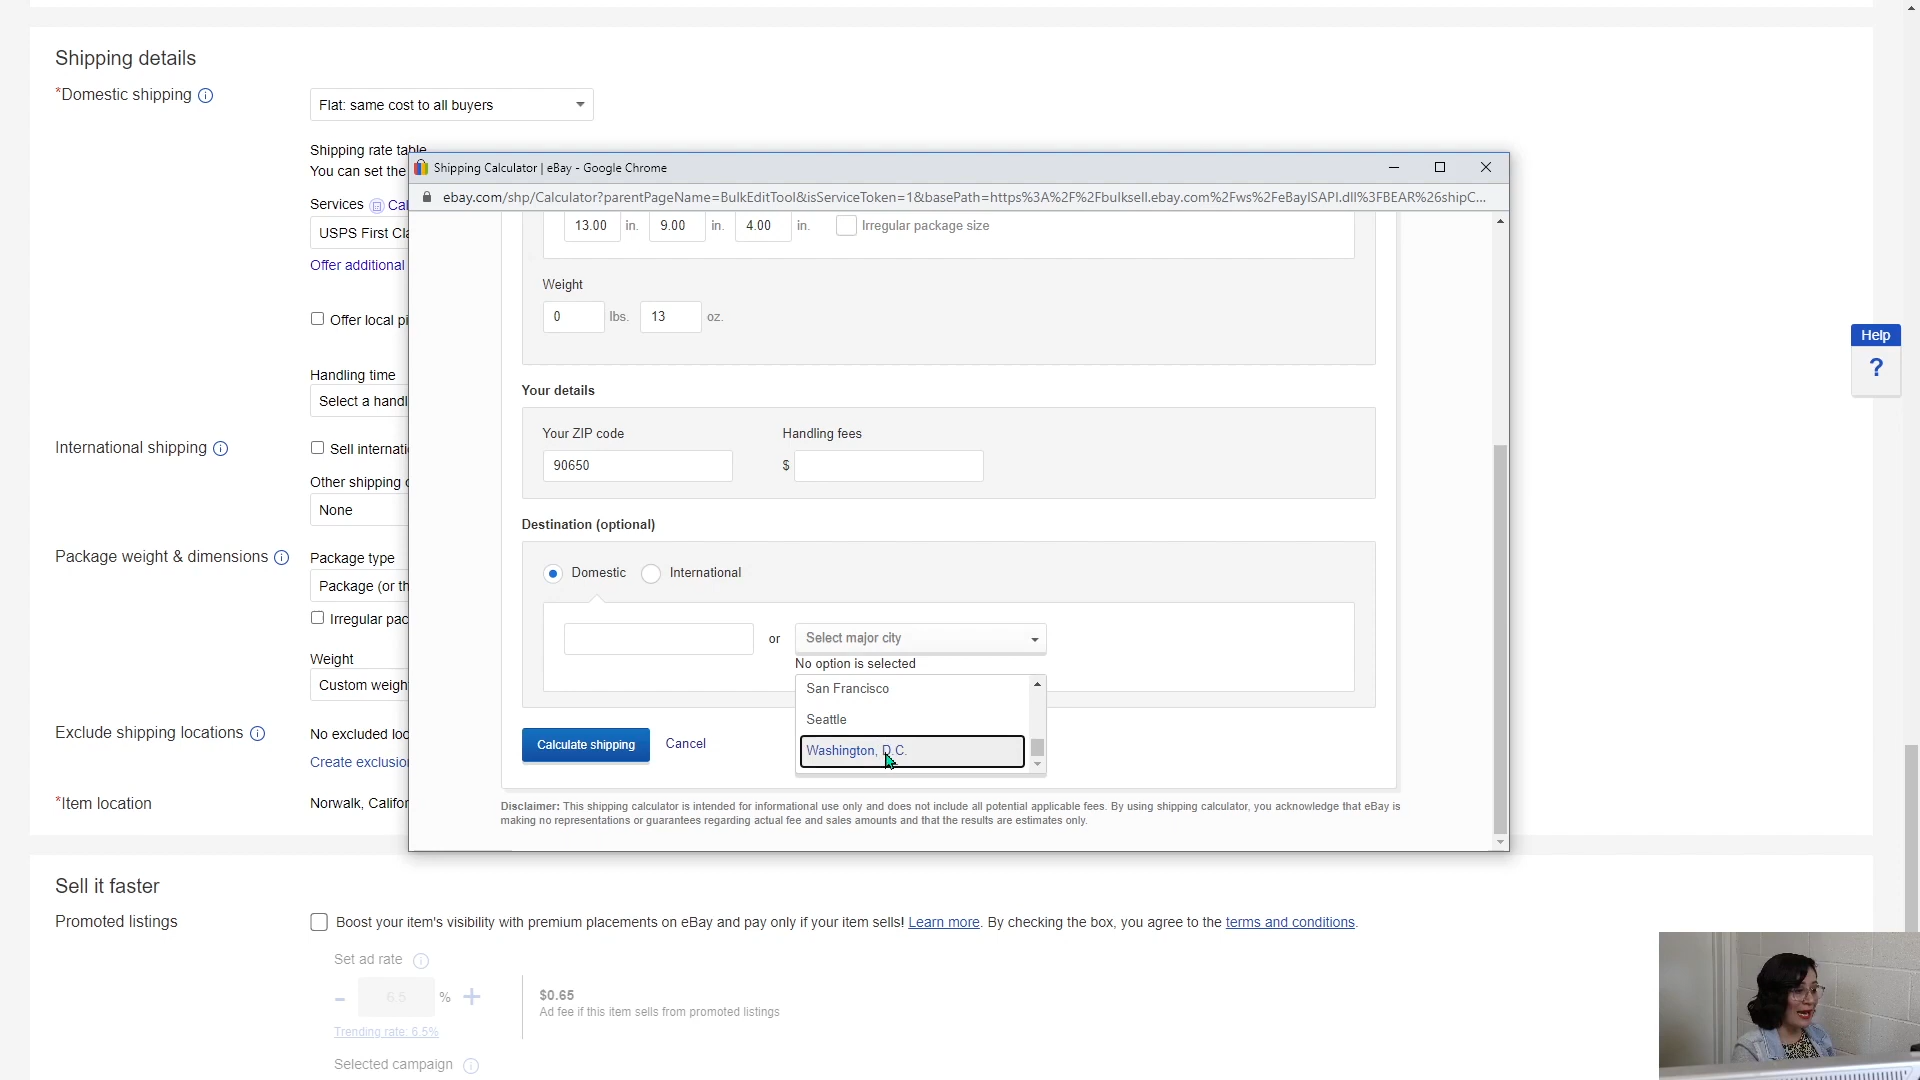 Shipping details
*Domestic shipping
Flat: same cost to all buyers
Shipping rate table
You can set the
Services Cal
USPS First Cla
Offer additional
Offer local pi
Handling time
Select a handl
International shipping
Sell internati
Other shipping o
None
Package weight & dimensions
Package type
Package (or th
Irregular pac
Weight
Custom weigh
Exclude shipping locations
No excluded loc
Create exclusio
*Item location
Norwalk, Califor
Shipping Calculator | eBay - Google Chrome
ebay.com/shp/Calculator?parentPageName=BulkEditTool&isServiceToken=1&basePath=https%3A%2F%2Fbulksell.ebay.com%2Fws%2FeBayISAPI.dll%3FBEAR%26shipC...
13.00 in. 9.00 in. 4.00 in. Irregular package size
Weight
0 lbs. 13 oz.
Your details
Your ZIP code Handling fees
90650 $
Destination (optional)
Domestic International
or Select major city
No option is selected
San Francisco
Seattle
Washington, D.C.
Calculate shipping Cancel
Disclaimer: This shipping calculator is intended for informational use only and does not include all potential applicable fees. By using shipping calculator, you acknowledge that eBay is
making no representations or guarantees regarding actual fee and sales amounts and that the results are estimates only.
Help
?
Sell it faster
Promoted listings
Boost your item's visibility with premium placements on eBay and pay only if your item sells! Learn more. By checking the box, you agree to the terms and conditions.
Set ad rate
- 6.5 % +
Trending rate: 6.5%
$0.65
Ad fee if this item sells from promoted listings
Selected campaign